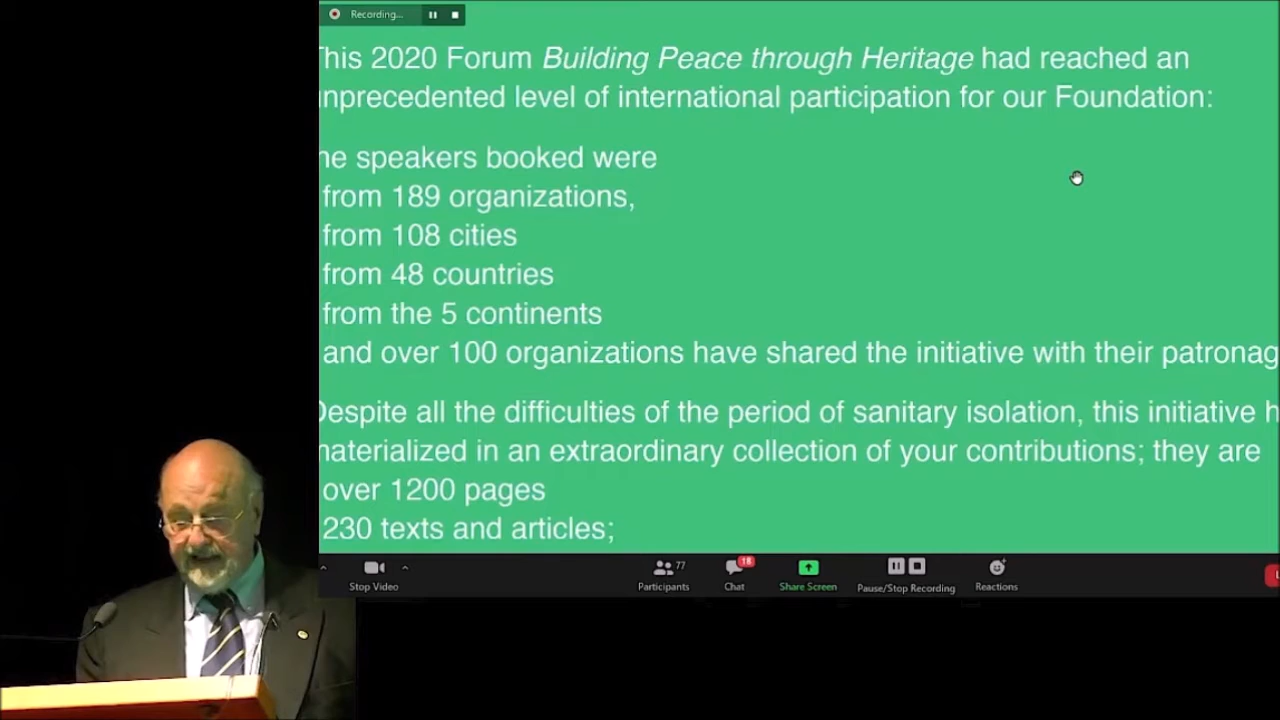 Recording...
This 2020 Forum Building Peace through Heritage had reached an
unprecedented level of international participation for our Foundation:
he speakers booked were
from 189 organizations,
from 108 cities
from 48 countries
from the 5 continents
and over 100 organizations have shared the initiative with their patronag
Despite all the difficulties of the period of sanitary isolation, this initiative h
materialized in an extraordinary collection of your contributions; they are
over 1200 pages
230 texts and articles;
Stop Video
Participants
77
Chat
18
Share Screen
Pause/Stop Recording
Reactions